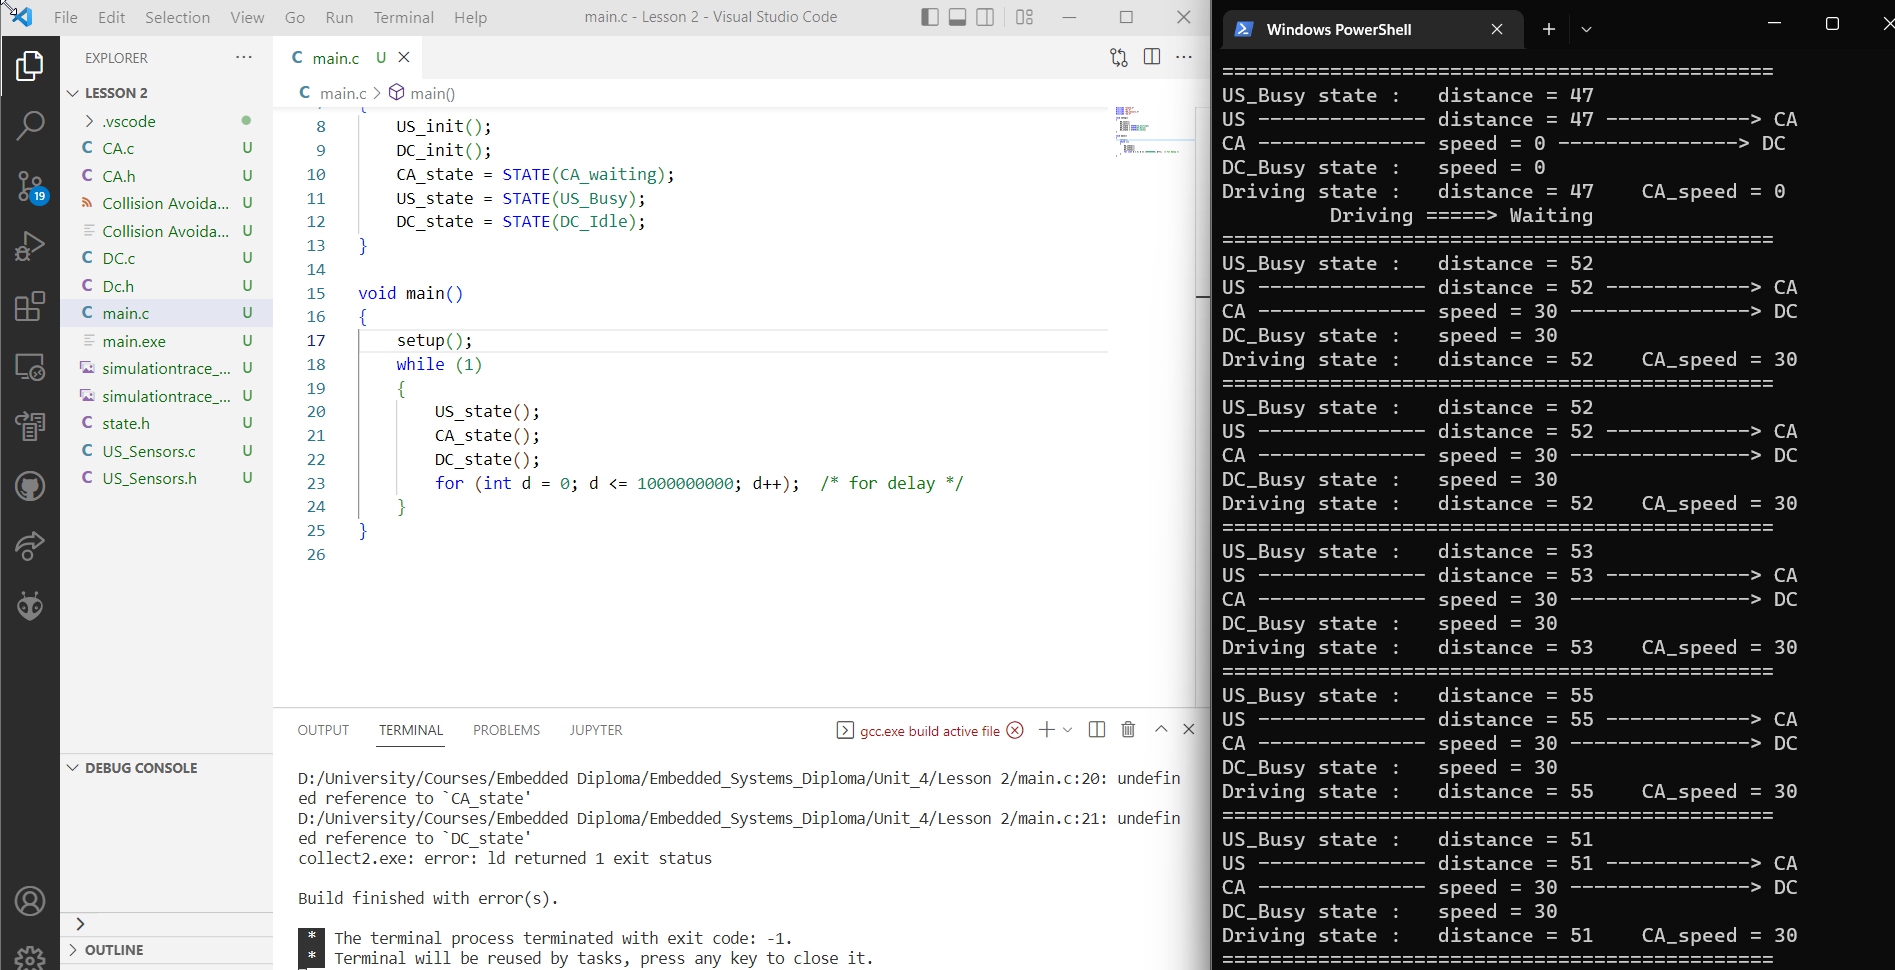 File Edit Selection View Go Run Terminal Help
main.c - Lesson 2 - Visual Studio Code
EXPLORER
LESSON 2
.vscode
CA.c U
CA.h U
Collision Avoida... U
Collision Avoida... U
DC.c U
Dc.h U
main.c U
main.exe U
simulationtrace_... U
simulationtrace_... U
state.h U
US_Sensors.c U
US_Sensors.h U
19
DEBUG CONSOLE
OUTLINE
C main.c U
C main.c > main()
{
8 US_init();
9 DC_init();
10 CA_state = STATE(CA_waiting);
11 US_state = STATE(US_Busy);
12 DC_state = STATE(DC_Idle);
13 }
14
15 void main()
16 {
17 setup();
18 while (1)
19 {
20 US_state();
21 CA_state();
22 DC_state();
23 for (int d = 0; d <= 1000000000; d++); /* for delay */
24 }
25 }
26
OUTPUT TERMINAL PROBLEMS JUPYTER
gcc.exe build active file
D:/University/Courses/Embedded Diploma/Embedded_Systems_Diploma/Unit_4/Lesson 2/main.c:20: undefin
ed reference to `CA_state'
D:/University/Courses/Embedded Diploma/Embedded_Systems_Diploma/Unit_4/Lesson 2/main.c:21: undefin
ed reference to `DC_state'
collect2.exe: error: ld returned 1 exit status
Build finished with error(s).
* The terminal process terminated with exit code: -1.
* Terminal will be reused by tasks, press any key to close it.
Windows PowerShell
==============================================
US_Busy state : distance = 47
US -------------- distance = 47 ------------> CA
CA -------------- speed = 0 ---------------> DC
DC_Busy state : speed = 0
Driving state : distance = 47 CA_speed = 0
Driving =====> Waiting
==============================================
US_Busy state : distance = 52
US -------------- distance = 52 ------------> CA
CA -------------- speed = 30 ---------------> DC
DC_Busy state : speed = 30
Driving state : distance = 52 CA_speed = 30
==============================================
US_Busy state : distance = 52
US -------------- distance = 52 ------------> CA
CA -------------- speed = 30 ---------------> DC
DC_Busy state : speed = 30
Driving state : distance = 52 CA_speed = 30
==============================================
US_Busy state : distance = 53
US -------------- distance = 53 ------------> CA
CA -------------- speed = 30 ---------------> DC
DC_Busy state : speed = 30
Driving state : distance = 53 CA_speed = 30
==============================================
US_Busy state : distance = 55
US -------------- distance = 55 ------------> CA
CA -------------- speed = 30 ---------------> DC
DC_Busy state : speed = 30
Driving state : distance = 55 CA_speed = 30
==============================================
US_Busy state : distance = 51
US -------------- distance = 51 ------------> CA
CA -------------- speed = 30 ---------------> DC
DC_Busy state : speed = 30
Driving state : distance = 51 CA_speed = 30
==============================================